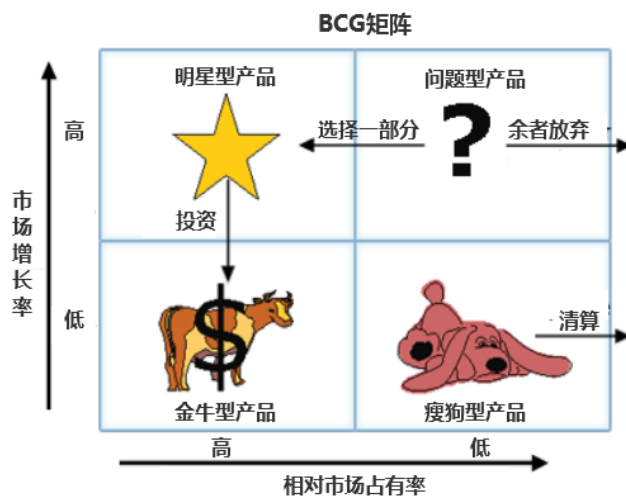 BCG矩阵
明星型产品
问题型产品
高
选择一部分
?
余者放弃
市场增长率
投资
低
$
清算
金牛型产品
瘦狗型产品
高
低
相对市场占有率